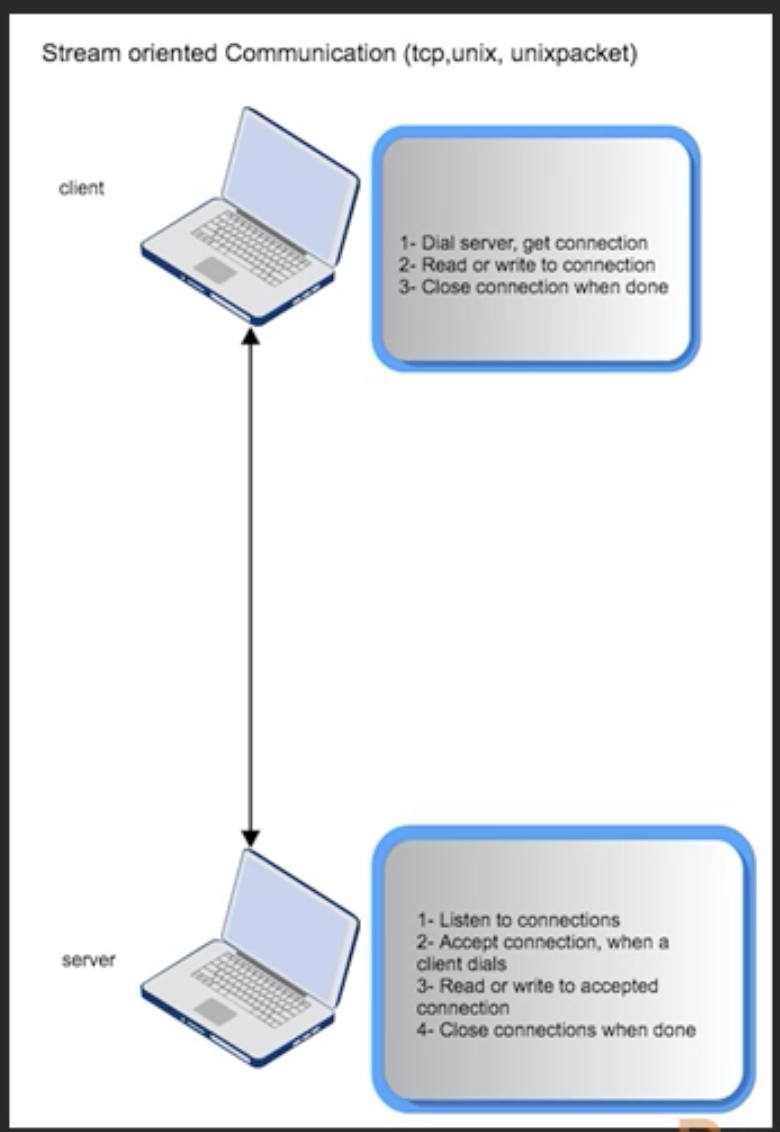 Stream oriented Communication (tcp,unix, unixpacket)
client
1- Dial server, get connection
2- Read or write to connection
3- Close connection when done
server
1- Listen to connections
2- Accept connection, when a
client dials
3- Read or write to accepted
connection
4- Close connections when done